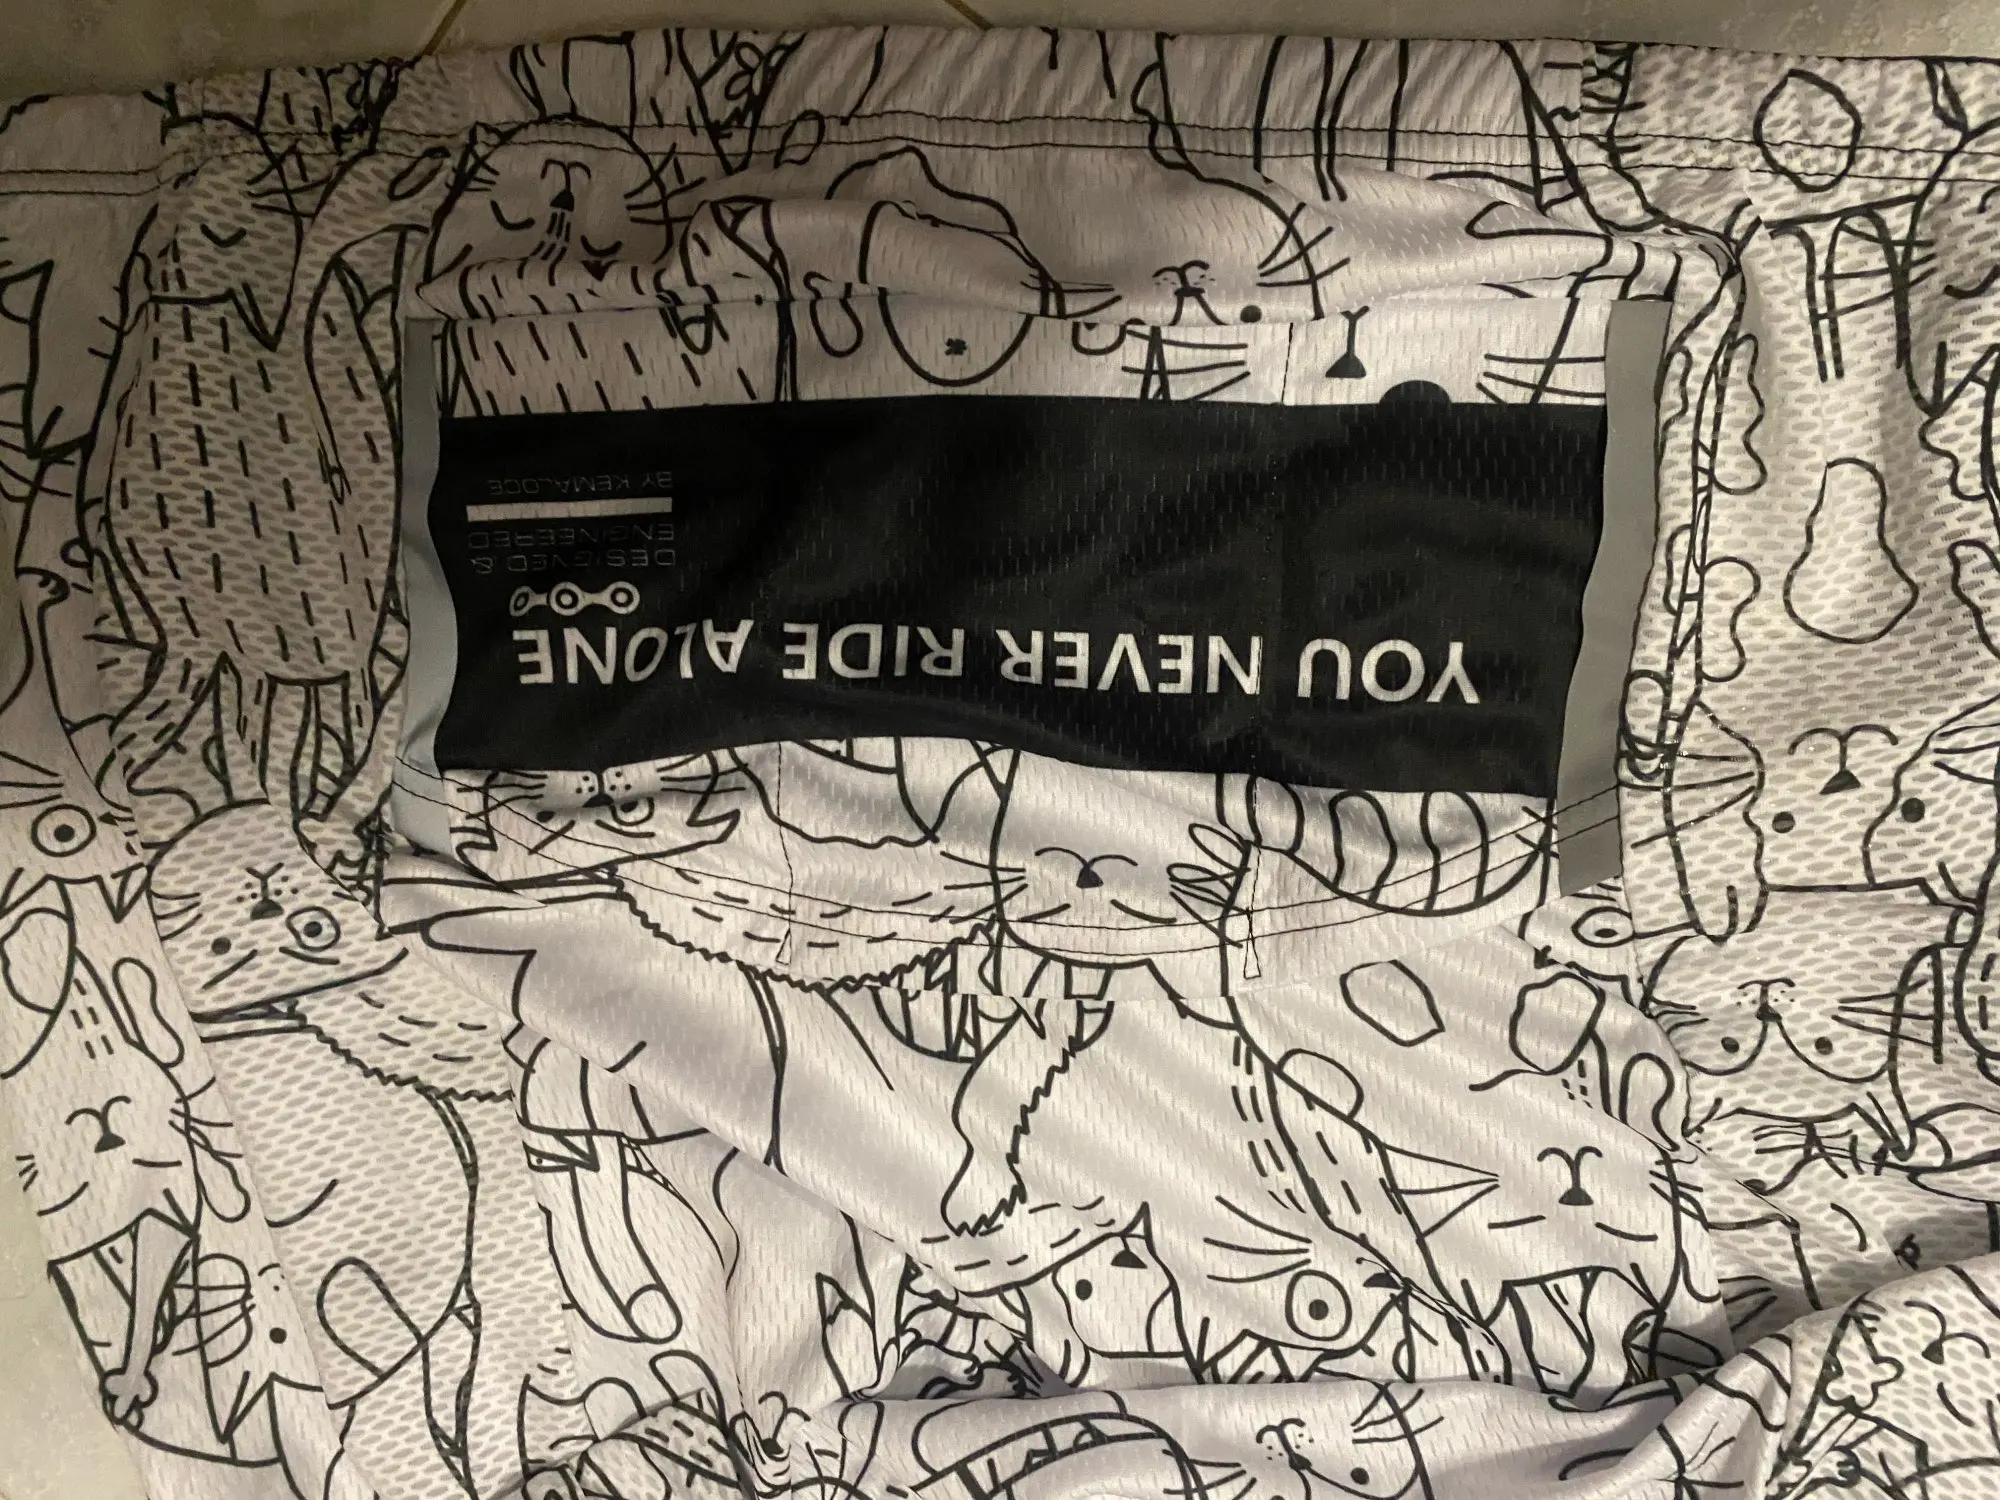 YOU NEVER RIDE ALONE
DESIGNED &
ENGINEERED
BY KEMALOCE